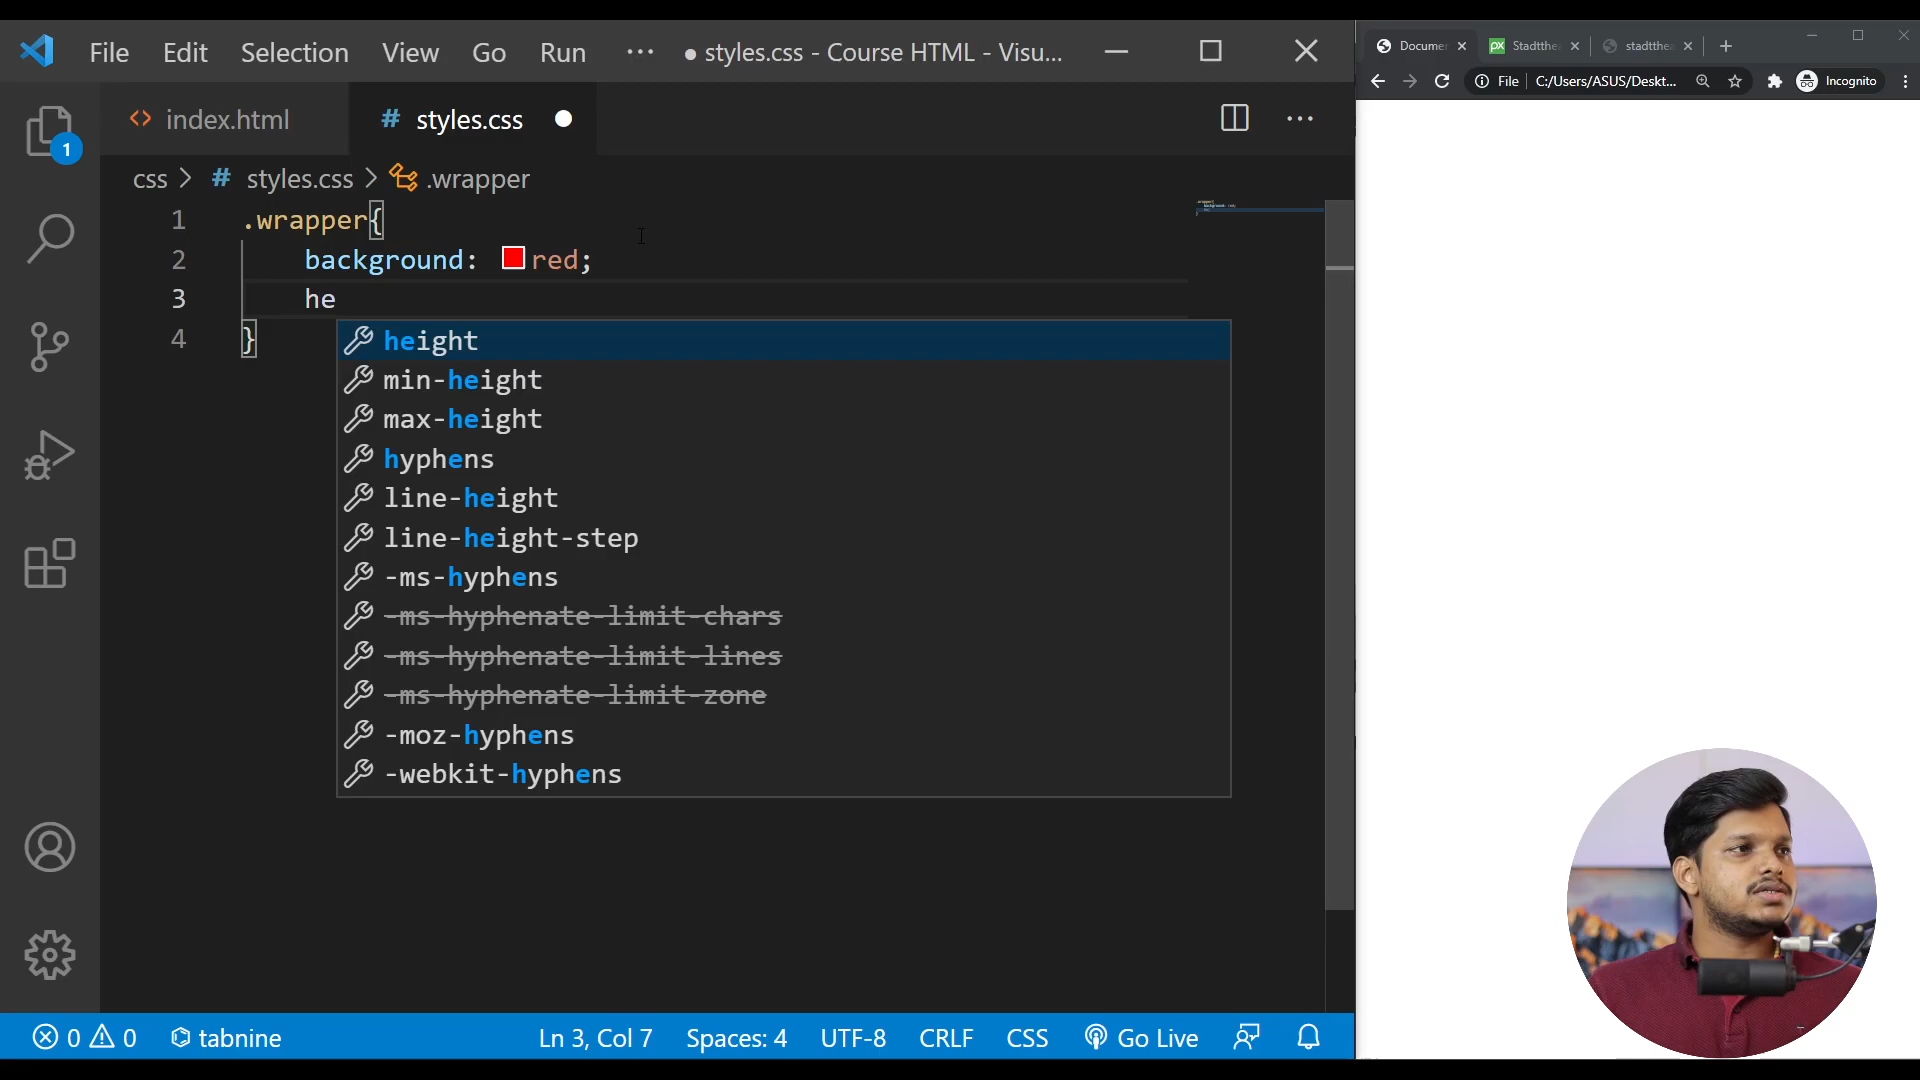 File Edit Selection View Go Run ··· ● styles.css - Course HTML - Visu...
Documen
Stadtthe
stadtthea
File C:/Users/ASUS/Deskt... Incognito
<> index.html # styles.css
1
css > # styles.css > .wrapper
1 .wrapper{
2 background: red;
3 he
4 }
height
min-height
max-height
hyphens
line-height
line-height-step
-ms-hyphens
-ms-hyphenate-limit-chars
-ms-hyphenate-limit-lines
-ms-hyphenate-limit-zone
-moz-hyphens
-webkit-hyphens
0 0 tabnine Ln 3, Col 7 Spaces: 4 UTF-8 CRLF CSS Go Live